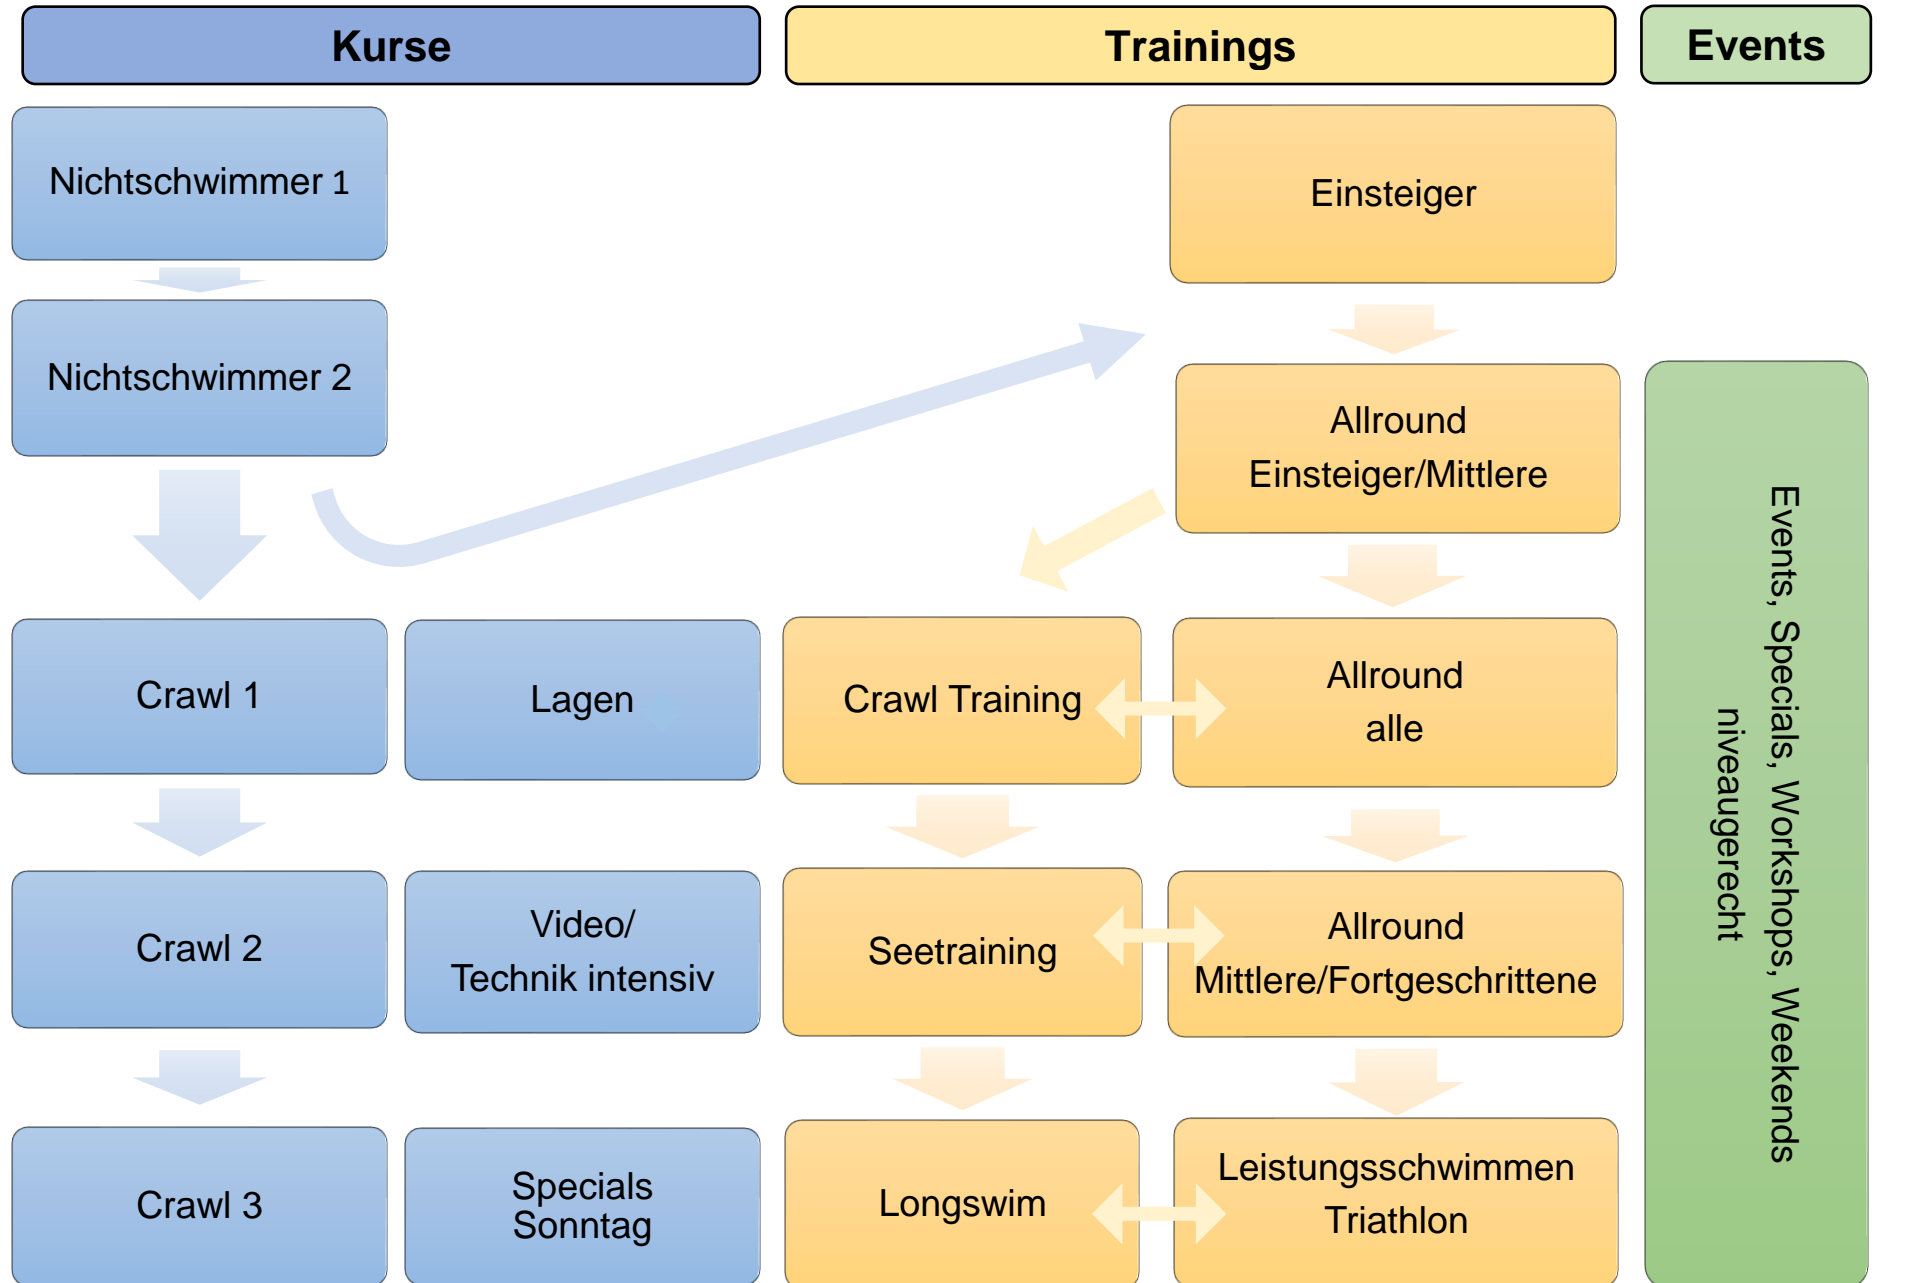 Kurse
Trainings
Events
Nichtschwimmer 1
Einsteiger
Nichtschwimmer 2
Allround
Einsteiger/Mittlere
Crawl 1
Lagen
Crawl Training
Allround
alle
Crawl 2
Video/
Technik intensiv
Seetraining
Allround
Mittlere/Fortgeschrittene
Crawl 3
Specials
Sonntag
Longswim
Leistungsschwimmen
Triathlon
Events, Specials, Workshops, Weekends
niveaugerecht